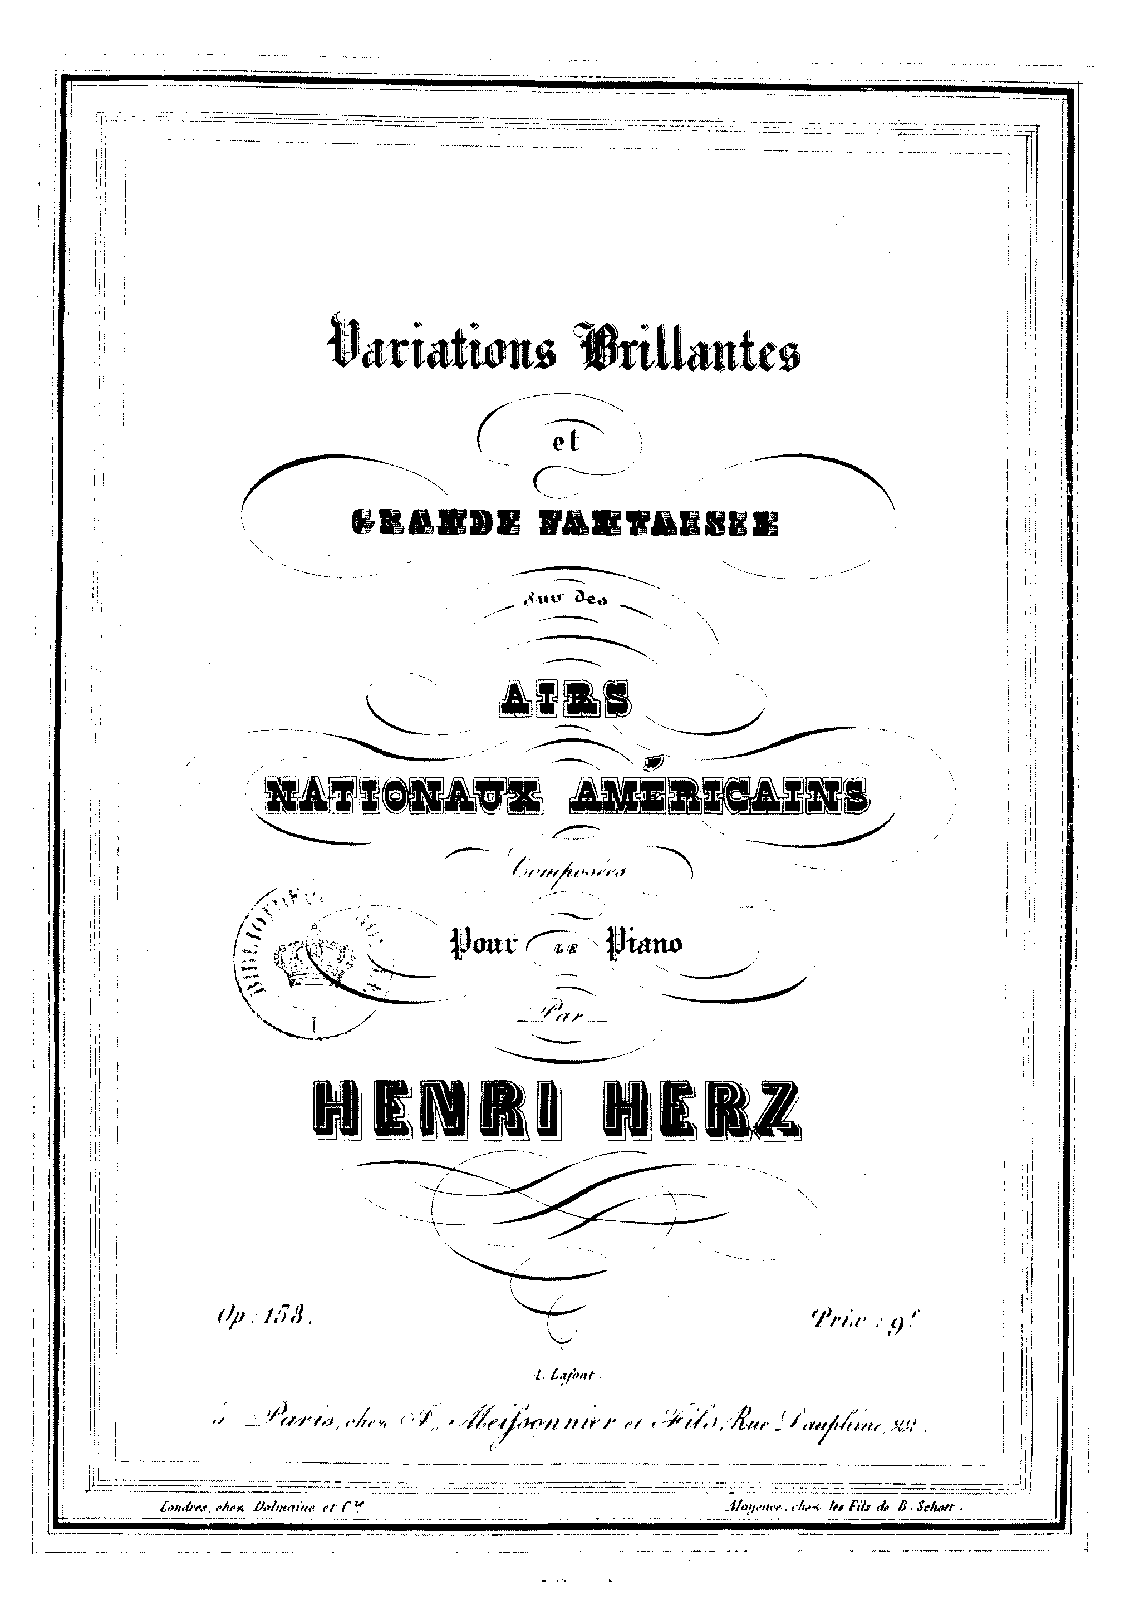 Variations Brillantes
et
GRANDE FANTAISIE
Sur des
AIRS
NATIONAUX AMÉRICAINS
Composées
Pour LE Piano
Par
HENRI HERZ
Op: 158. Prix: 9f
L. Lafont.
à Paris, chez A. Meissonnier et Fils, Rue Dauphine,
Londres, chez Dalmaine et Cie Mayence, chez les Fils de B. Schott.